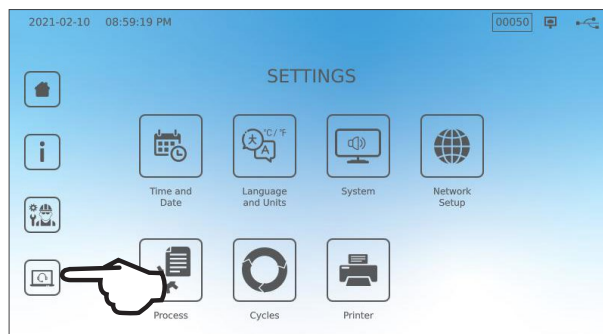 2021-02-10 08:59:19 PM
00050
SETTINGS
°C/°F
A
Time and
Date
Language
and Units
System
Network
Setup
Process
Cycles
Printer